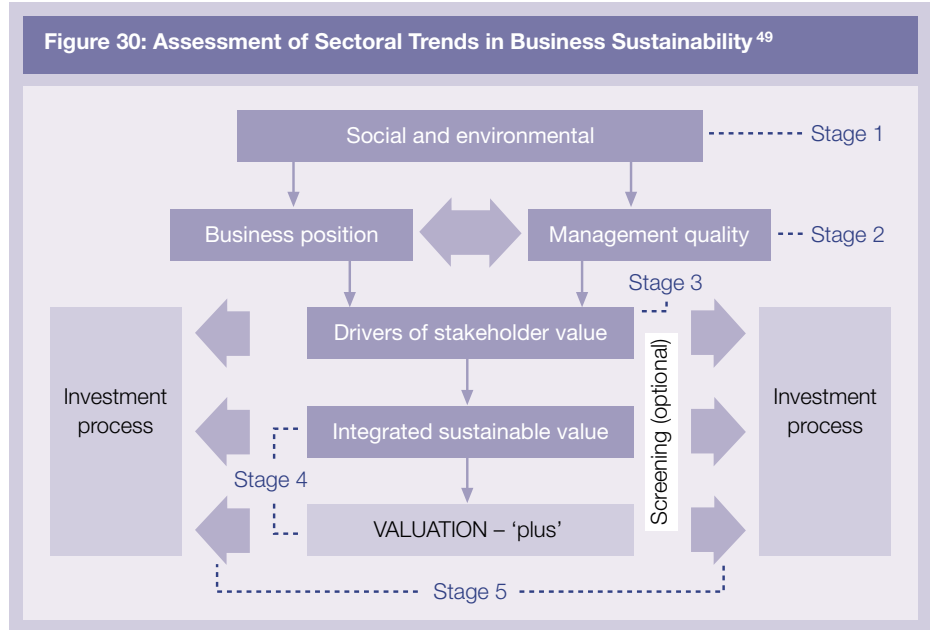 Figure 30: Assessment of Sectoral Trends in Business Sustainability 49
Social and environmental
Stage 1
Business position
Management quality
Stage 2
Stage 3
Drivers of stakeholder value
Investment
process
Screening (optional)
Investment
process
Integrated sustainable value
Stage 4
VALUATION – ‘plus’
Stage 5